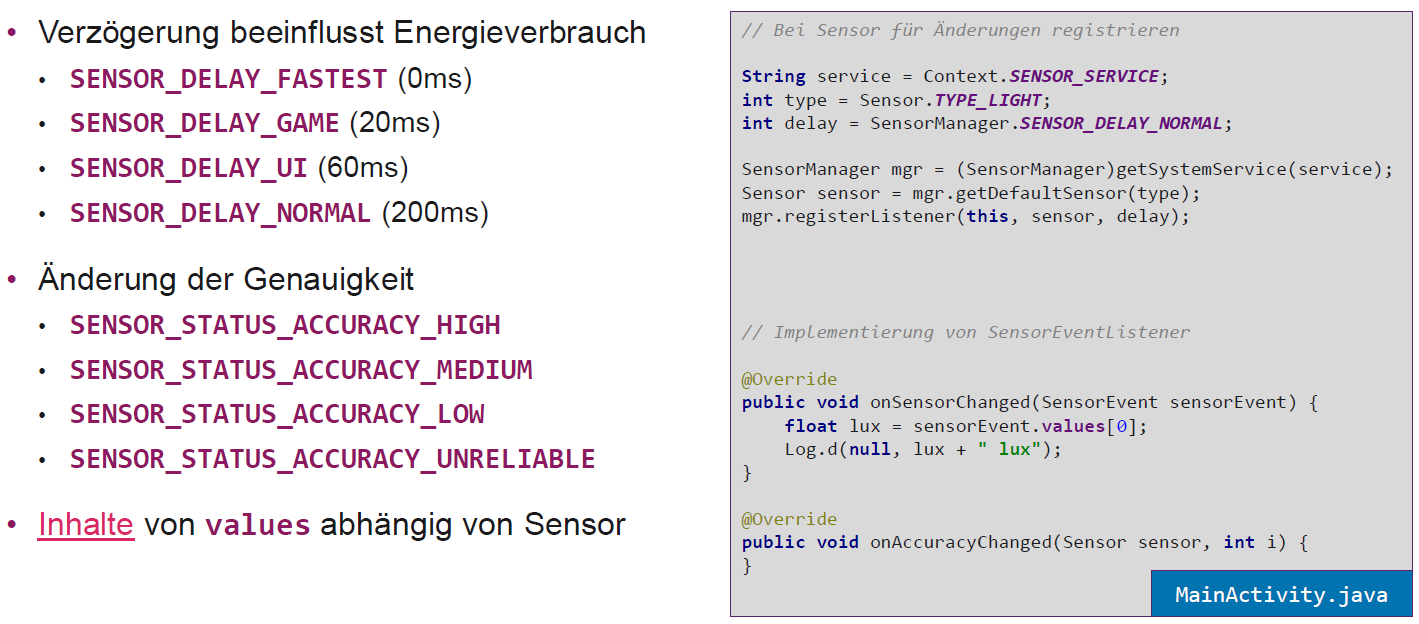 • Verzögerung beeinflusst Energieverbrauch
• SENSOR_DELAY_FASTEST (0ms)
• SENSOR_DELAY_GAME (20ms)
• SENSOR_DELAY_UI (60ms)
• SENSOR_DELAY_NORMAL (200ms)
• Änderung der Genauigkeit
• SENSOR_STATUS_ACCURACY_HIGH
• SENSOR_STATUS_ACCURACY_MEDIUM
• SENSOR_STATUS_ACCURACY_LOW
• SENSOR_STATUS_ACCURACY_UNRELIABLE
• Inhalte von values abhängig von Sensor
// Bei Sensor für Änderungen registrieren
String service = Context.SENSOR_SERVICE;
int type = Sensor.TYPE_LIGHT;
int delay = SensorManager.SENSOR_DELAY_NORMAL;
SensorManager mgr = (SensorManager)getSystemService(service);
Sensor sensor = mgr.getDefaultSensor(type);
mgr.registerListener(this, sensor, delay);
// Implementierung von SensorEventListener
@Override
public void onSensorChanged(SensorEvent sensorEvent) {
    float lux = sensorEvent.values[0];
    Log.d(null, lux + " lux");
}
@Override
public void onAccuracyChanged(Sensor sensor, int i) {
}
MainActivity.java